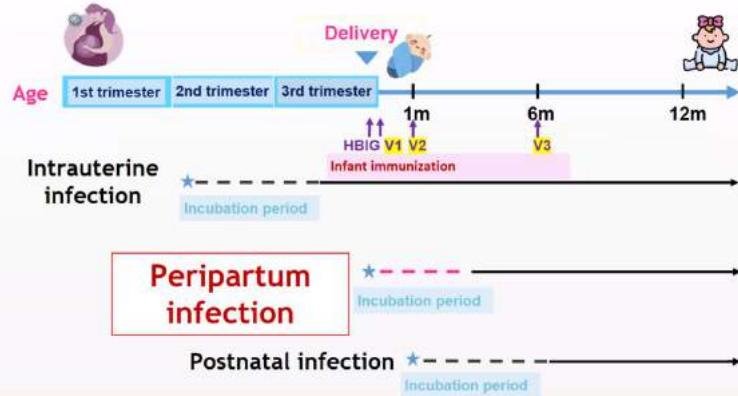 Delivery
Age
1st trimester 2nd trimester 3rd trimester
1m 6m 12m
HBIG V1 V2 V3
Infant immunization
Intrauterine
infection
Incubation period
Peripartum
infection
Incubation period
Postnatal infection
Incubation period